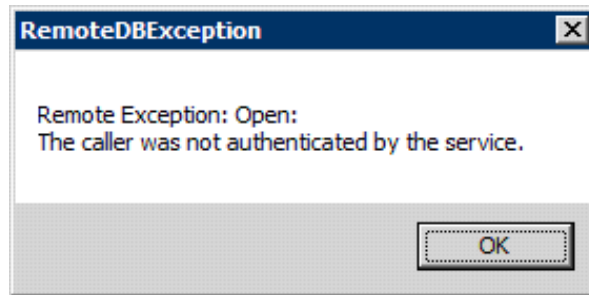 RemoteDBException
Remote Exception: Open:
The caller was not authenticated by the service.
OK